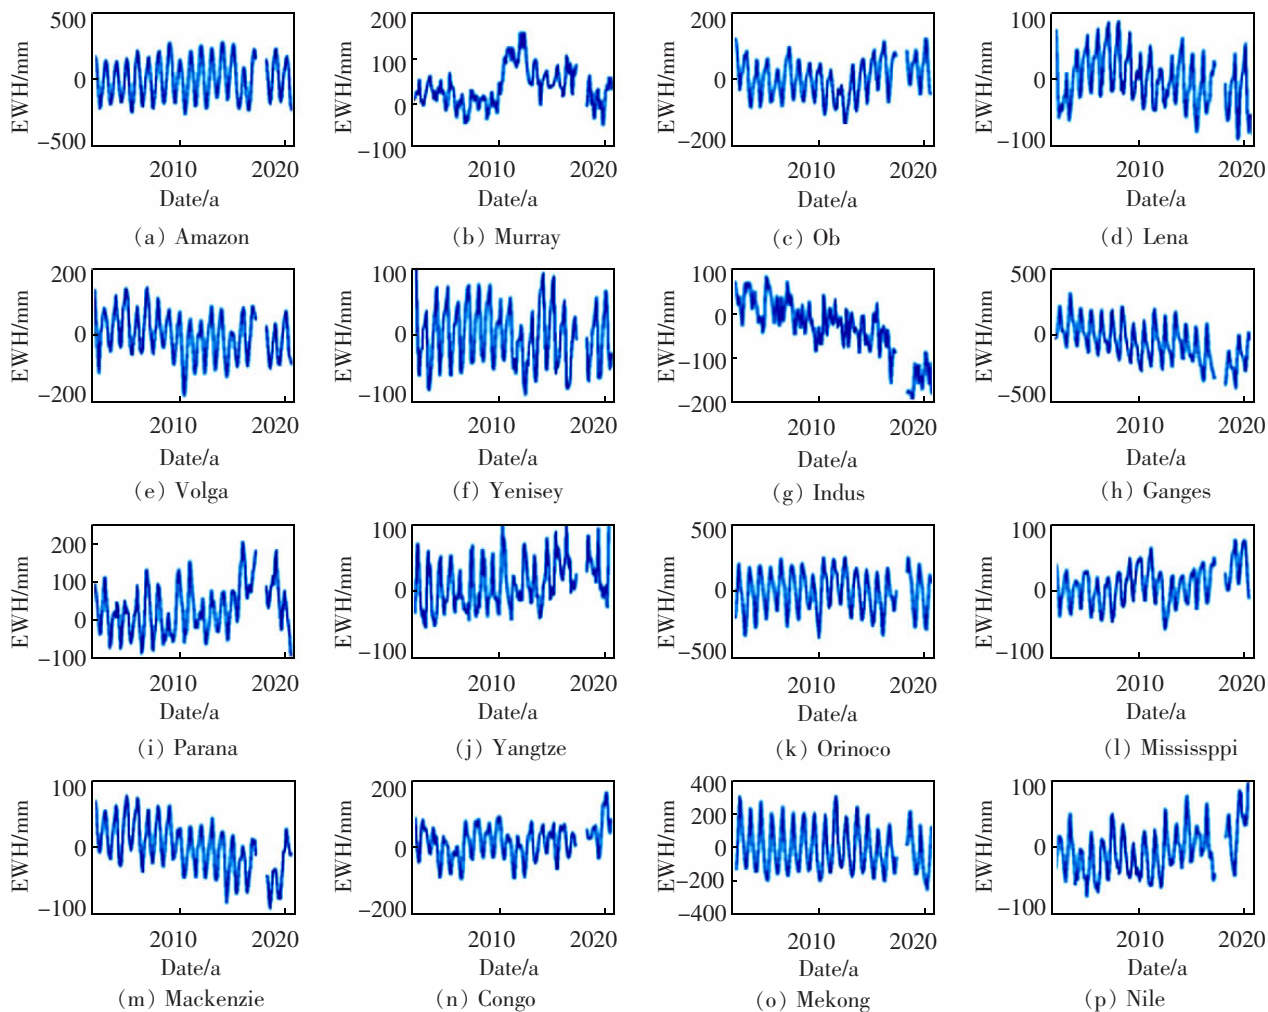 500 200 200 100
EWH/mm EWH/mm EWH/mm EWH/mm
0 100 0 0
0
−500 −100 −200 −100
2010 2020 2010 2020 2010 2020 2010 2020
Date/a Date/a Date/a Date/a
(a) Amazon (b) Murray (c) Ob (d) Lena
200 100 100 500
EWH/mm EWH/mm EWH/mm EWH/mm
0 0 0 0
−100
−200 −100 −200 −500
2010 2020 2010 2020 2010 2020 2010 2020
Date/a Date/a Date/a Date/a
(e) Volga (f) Yenisey (g) Indus (h) Ganges
200 100 500 100
EWH/mm EWH/mm EWH/mm EWH/mm
100
0 0 0 0
−100 −100 −500 −100
2010 2020 2010 2020 2010 2020 2010 2020
Date/a Date/a Date/a Date/a
(i) Parana (j) Yangtze (k) Orinoco (l) Mississppi
100 200 400 100
EWH/mm EWH/mm EWH/mm EWH/mm
200
0 0 0 0
−200
−100 −200 −400 −100
2010 2020 2010 2020 2010 2020 2010 2020
Date/a Date/a Date/a Date/a
(m) Mackenzie (n) Congo (o) Mekong (p) Nile